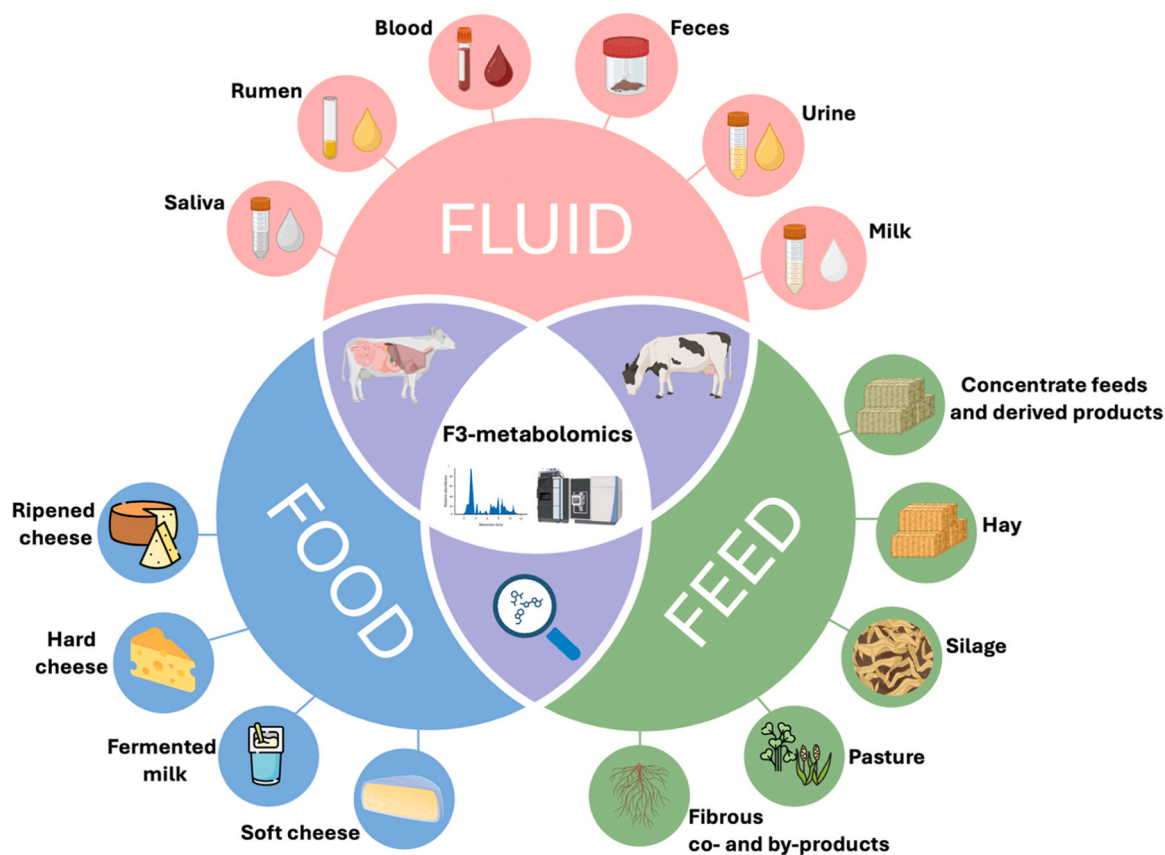 Blood
Feces
Rumen
Urine
Saliva
Milk
FLUID
Concentrate feeds
and derived products
F3-metabolomics
Ripened
cheese
Hay
FOOD
FEED
Hard
cheese
Silage
Fermented
milk
Pasture
Soft cheese
Fibrous
co- and by-products